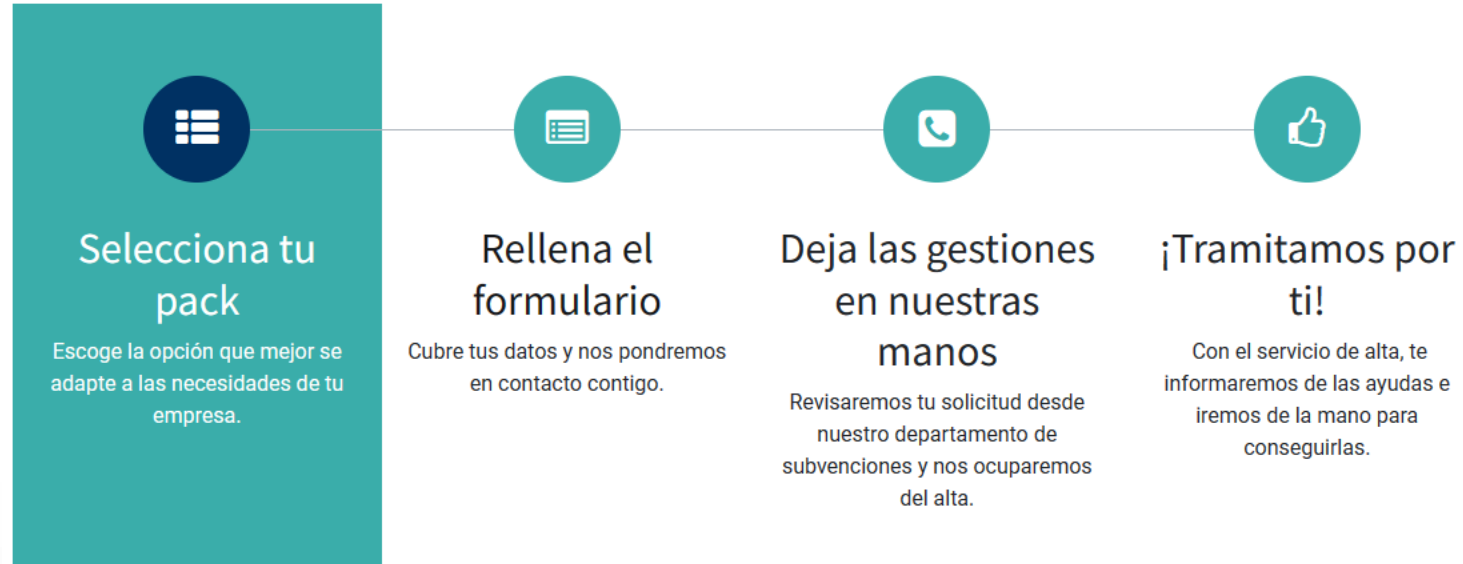 Selecciona tu
pack
Escoge la opción que mejor se
adapte a las necesidades de tu
empresa.
Rellena el
formulario
Cubre tus datos y nos pondremos
en contacto contigo.
Deja las gestiones
en nuestras
manos
Revisaremos tu solicitud desde
nuestro departamento de
subvenciones y nos ocuparemos
del alta.
¡Tramitamos por
ti!
Con el servicio de alta, te
informaremos de las ayudas e
iremos de la mano para
conseguirlas.